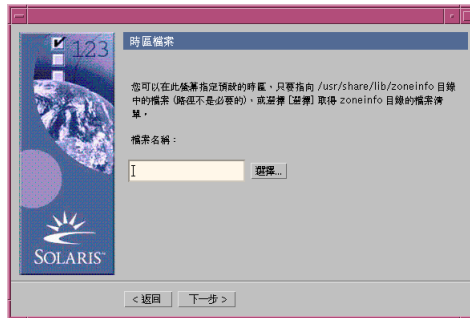 123
時區檔案
您可以在此螢幕指定預設的時區。只要指向 /usr/share/lib/zoneinfo 目錄
中的檔案 (路徑不是必要的)，或選擇 [選擇] 取得 zoneinfo 目錄的檔案清
單。
檔案名稱：
選擇...
SOLARIS™
< 返回
下一步 >